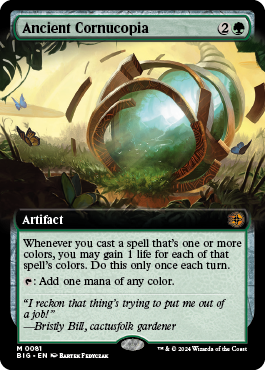 Ancient Cornucopia 2
Artifact
Whenever you cast a spell that's one or more
colors, you may gain 1 life for each of that
spell's colors. Do this only once each turn.
: Add one mana of any color.
“I reckon that thing's trying to put me out of
a job!”
—Bristly Bill, cactusfolk gardener
M 0081
BIG • EN Bartek Fedyczak
™ & © 2024 Wizards of the Coast